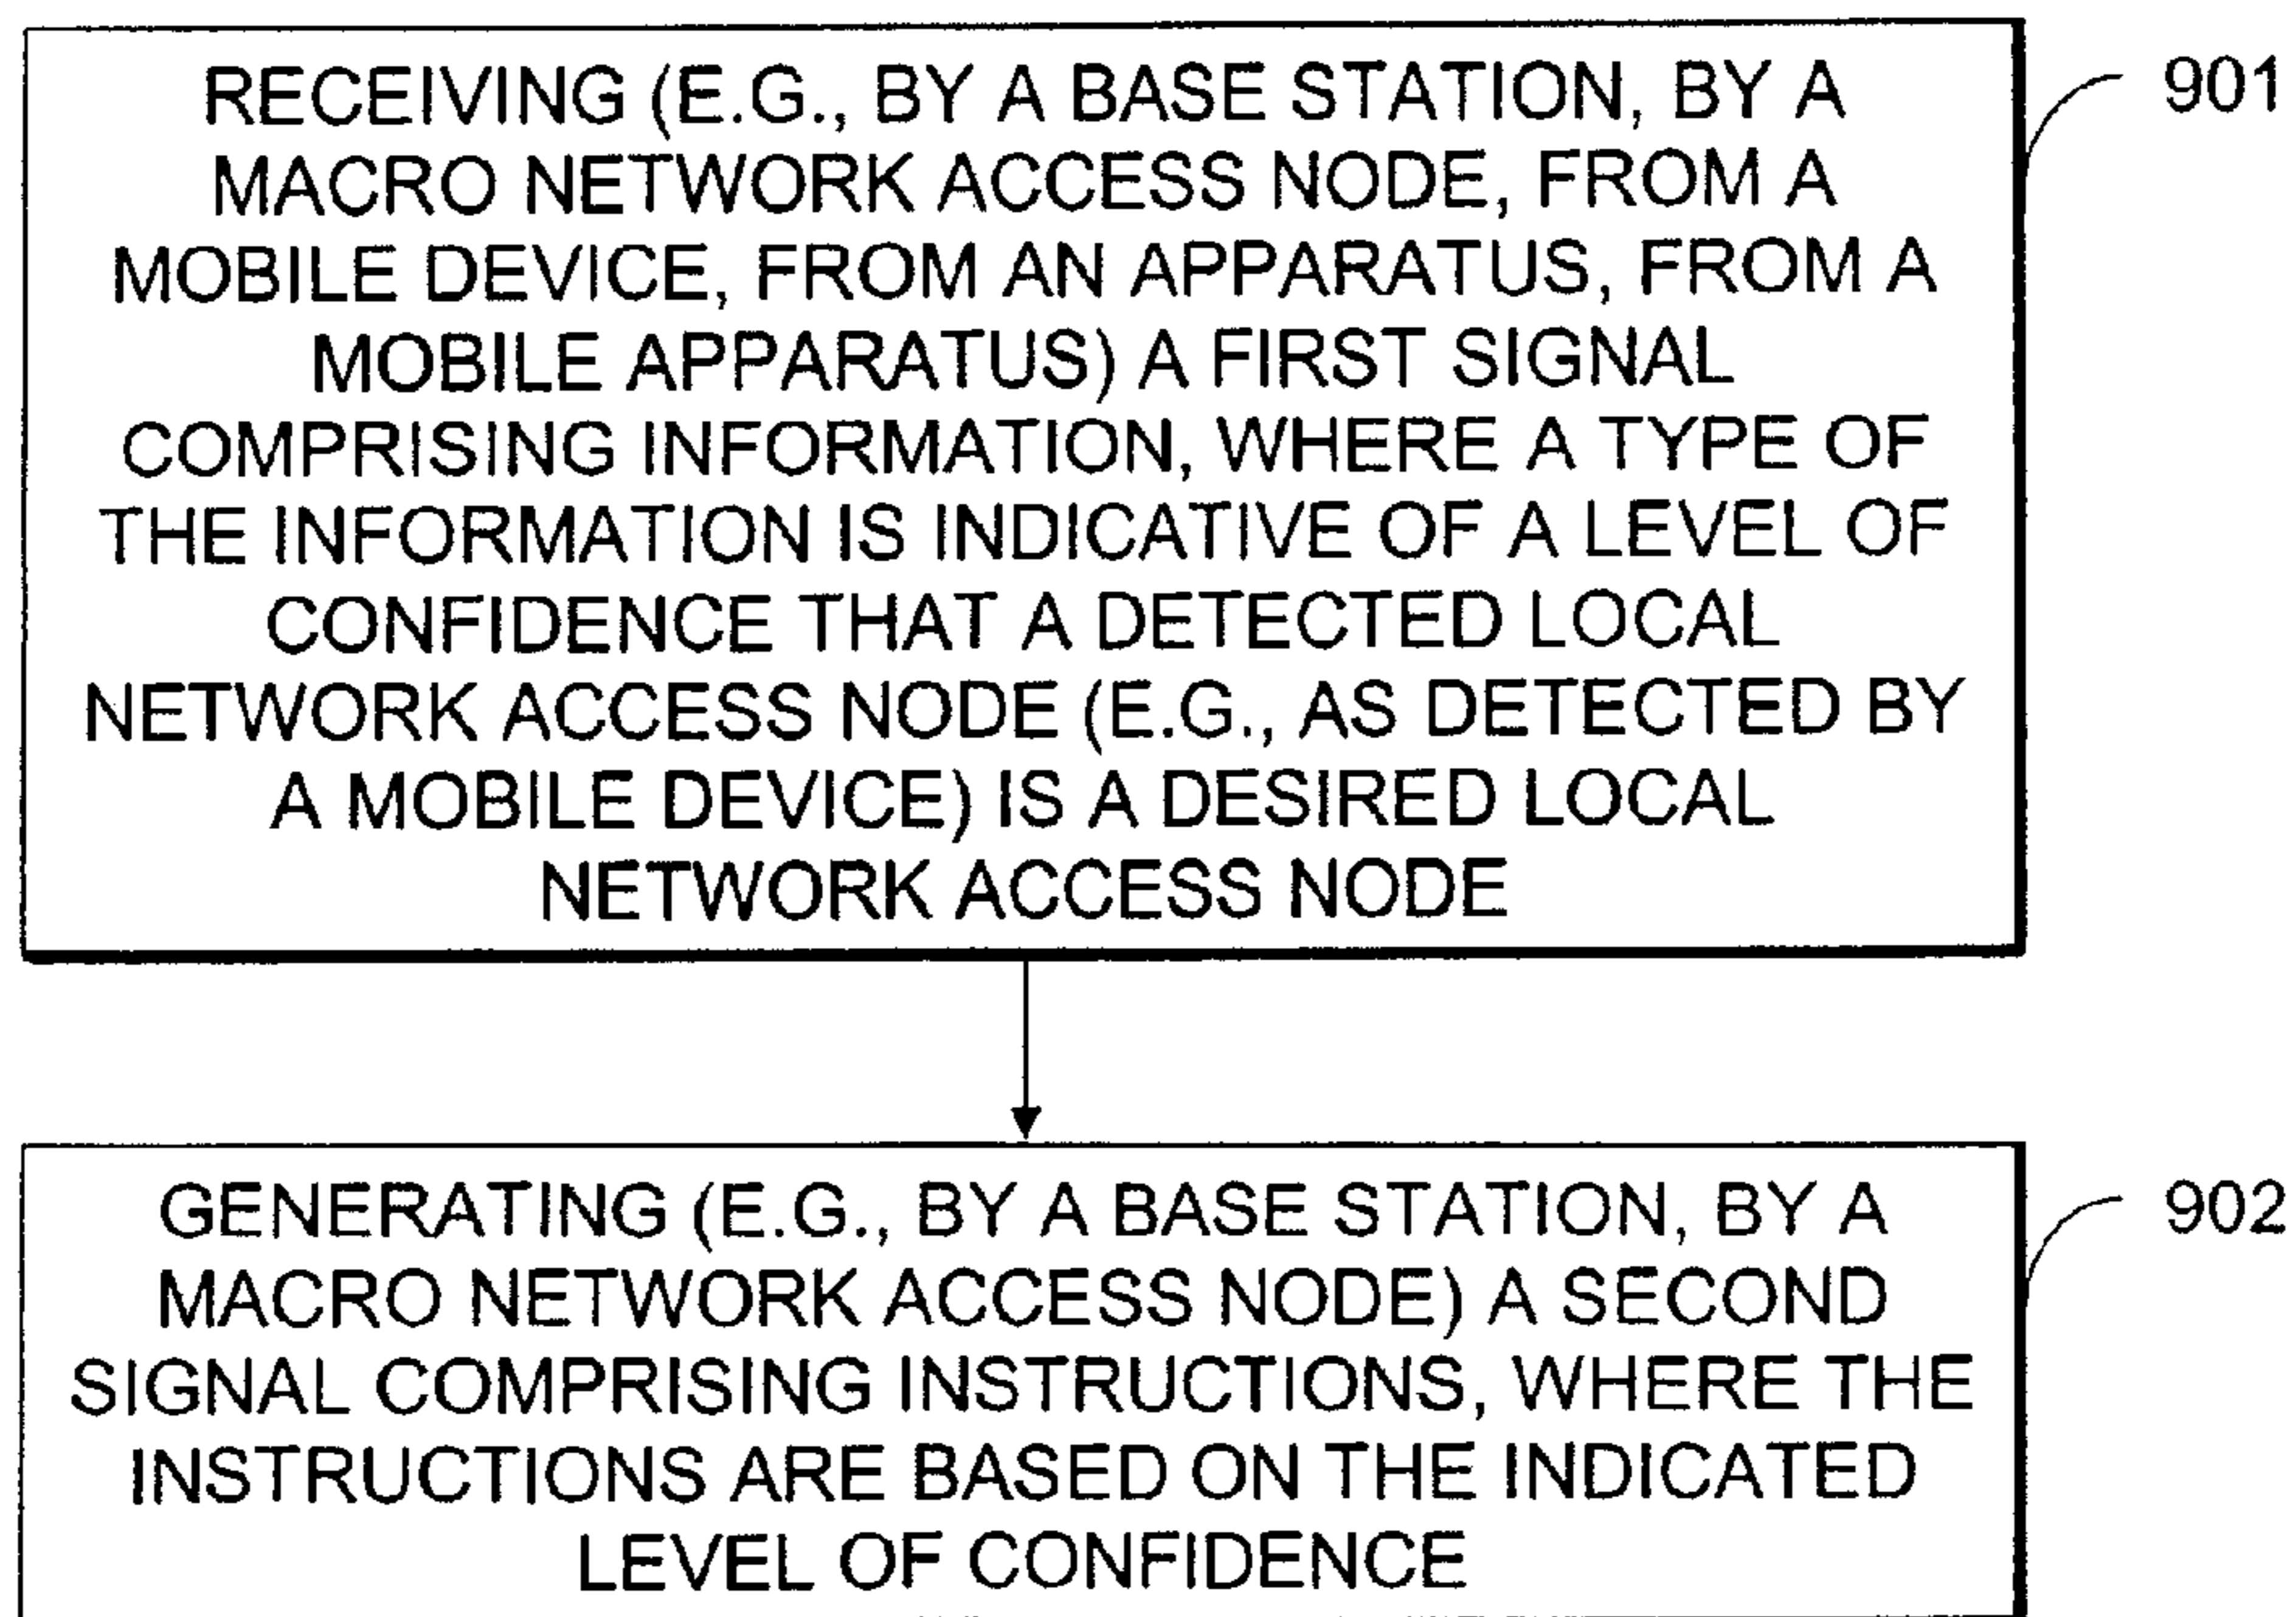 RECEIVING (E.G., BY A BASE STATION, BY A
MACRO NETWORK ACCESS NODE, FROM A
MOBILE DEVICE, FROM AN APPARATUS, FROM A
MOBILE APPARATUS) A FIRST SIGNAL
COMPRISING INFORMATION, WHERE A TYPE OF
THE INFORMATION IS INDICATIVE OF A LEVEL OF
CONFIDENCE THAT A DETECTED LOCAL
NETWORK ACCESS NODE (E.G., AS DETECTED BY
A MOBILE DEVICE) IS A DESIRED LOCAL
NETWORK ACCESS NODE
901
GENERATING (E.G., BY A BASE STATION, BY A
MACRO NETWORK ACCESS NODE) A SECOND
SIGNAL COMPRISING INSTRUCTIONS, WHERE THE
INSTRUCTIONS ARE BASED ON THE INDICATED
LEVEL OF CONFIDENCE
902